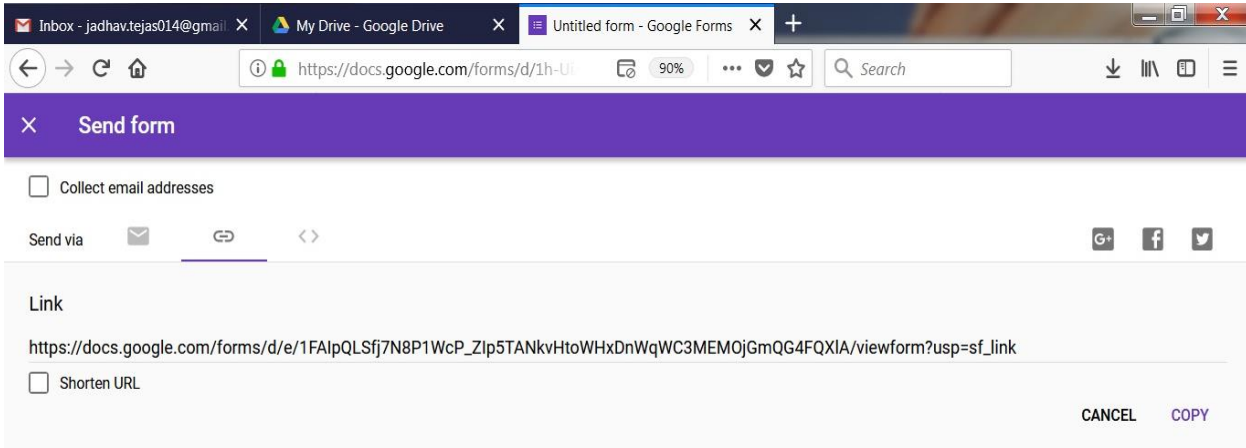 Inbox - jadhav.tejas014@gmail. My Drive - Google Drive Untitled form - Google Forms
https://docs.google.com/forms/d/1h-U 90% Search
Send form
Collect email addresses
Send via G+
Link
https://docs.google.com/forms/d/e/1FAIpQLSfj7N8P1WcP_ZIp5TANkvHtoWHxDnWqWC3MEMOjGmQG4FQXlA/viewform?usp=sf_link
Shorten URL
CANCEL COPY